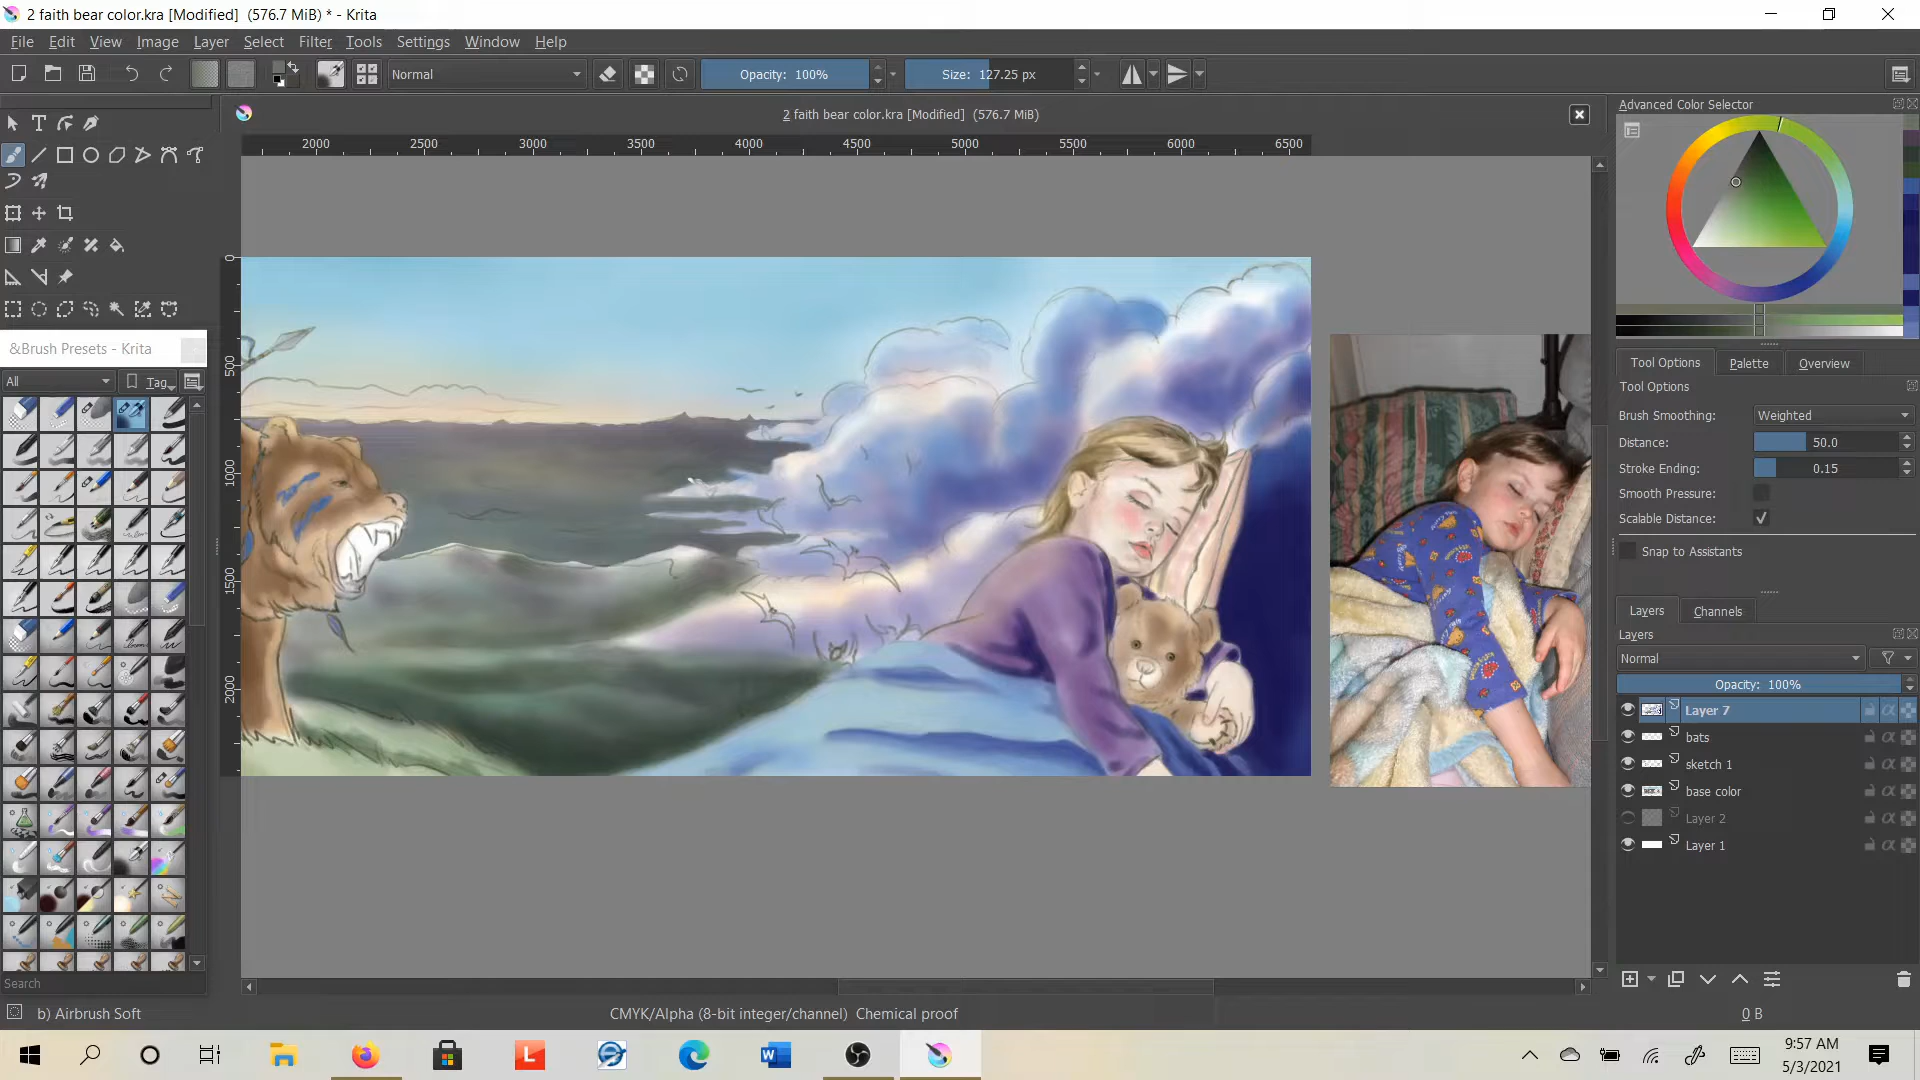 2 faith bear color.kra [Modified]  (576.7 MiB) * - Krita
File Edit View Image Layer Select Filter Tools Settings Window Help
Normal
Opacity: 100%
Size: 127.25 px
2 faith bear color.kra [Modified]  (576.7 MiB)
Advanced Color Selector
2000 2500 3000 3500 4000 4500 5000 5500 6000 6500
0
500
1000
1500
2000
&Brush Presets - Krita
All
Tag
Search
Tool Options Palette Overview
Tool Options
Brush Smoothing: Weighted
Distance: 50.0
Stroke Ending: 0.15
Smooth Pressure:
Scalable Distance:
Snap to Assistants
Layers Channels
Layers
Normal
Opacity: 100%
Layer 7
bats
sketch 1
base color
Layer 2
Layer 1
b) Airbrush Soft
CMYK/Alpha (8-bit integer/channel)  Chemical proof
0 B
9:57 AM
5/3/2021